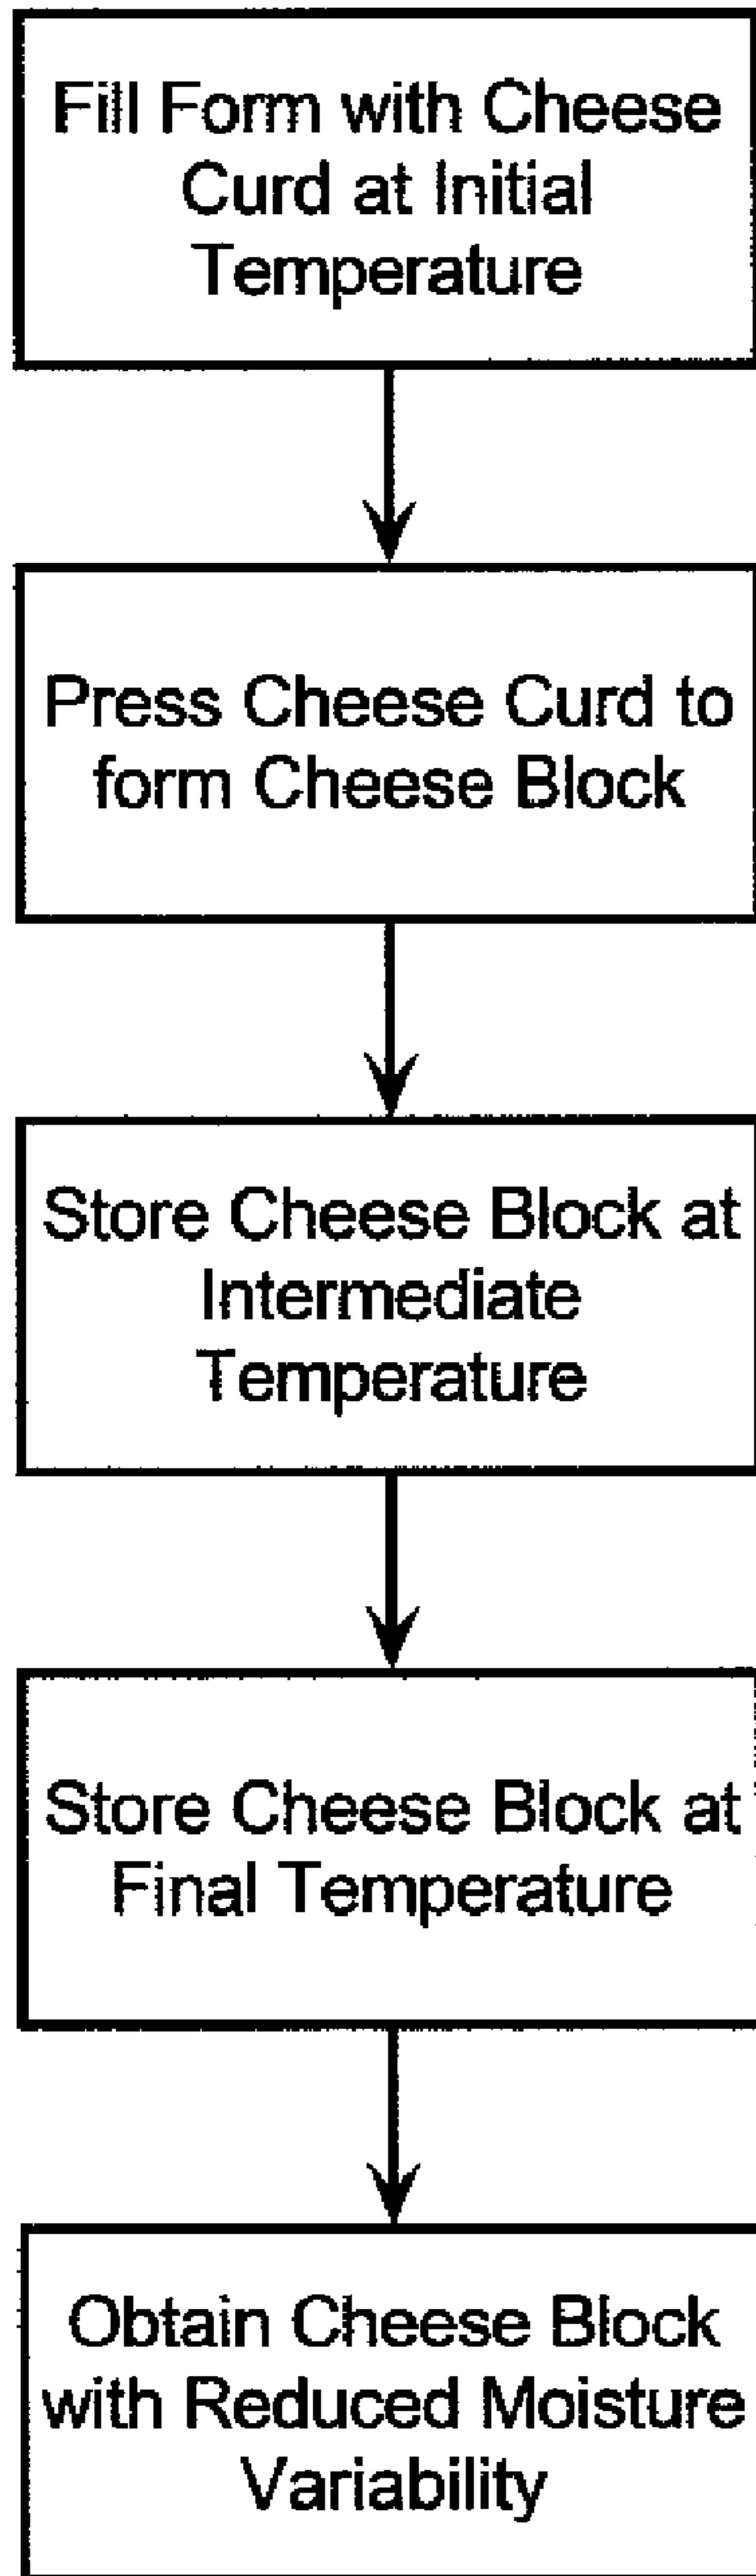 Fill Form with Cheese
Curd at Initial
Temperature
Press Cheese Curd to
form Cheese Block
Store Cheese Block at
Intermediate
Temperature
Store Cheese Block at
Final Temperature
Obtain Cheese Block
with Reduced Moisture
Variability